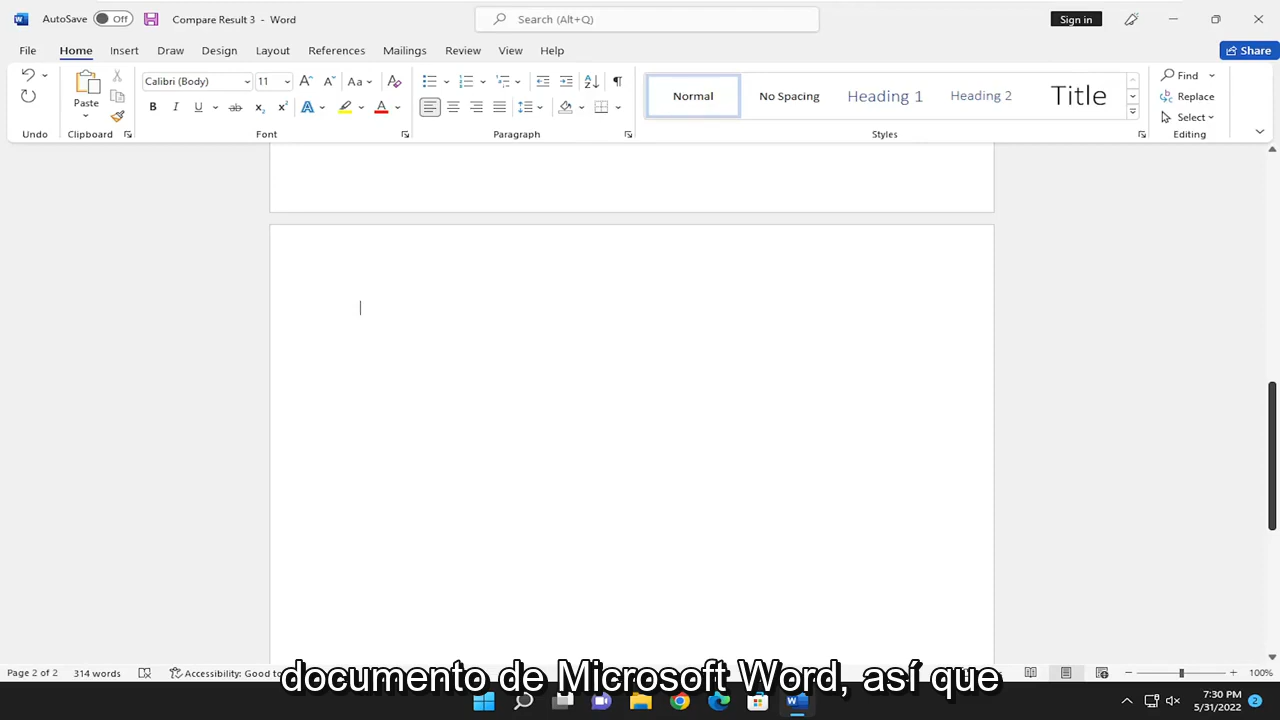 AutoSave Off Compare Result 3 - Word Search (Alt+Q) Sign in
File Home Insert Draw Design Layout References Mailings Review View Help Share
Calibri (Body) 11 Aa Normal No Spacing Heading 1 Heading 2 Title Find
Paste Replace
Select
Undo Clipboard Font Paragraph Styles Editing
Page 2 of 2 314 words Accessibility: Good to 100%
documento de Microsoft Word, así que
7:30 PM
5/31/2022 2